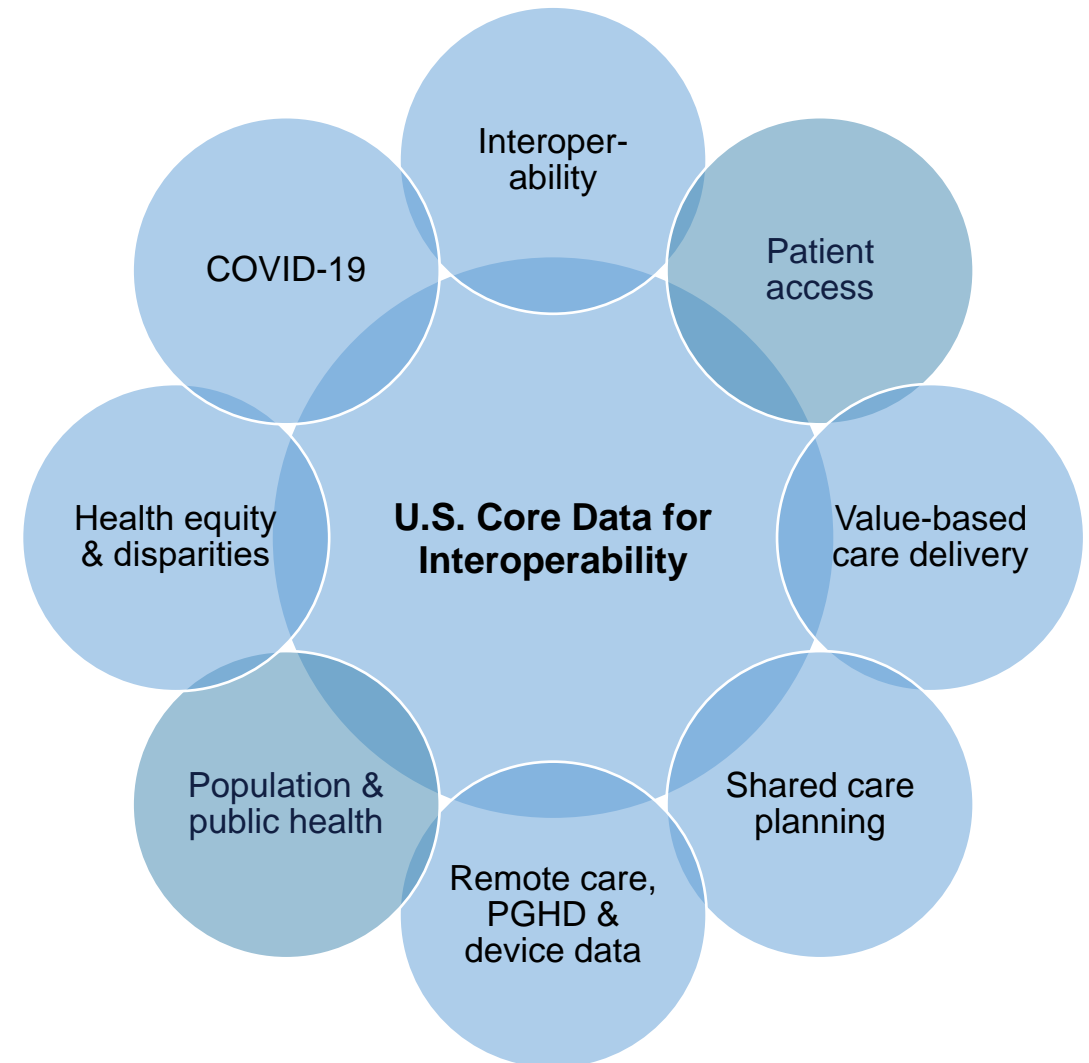 Interoper-
ability
Patient
access
COVID-19
Health equity
& disparities
U.S. Core Data for
Interoperability
Value-based
care delivery
Population &
public health
Shared care
planning
Remote care,
PGHD &
device data